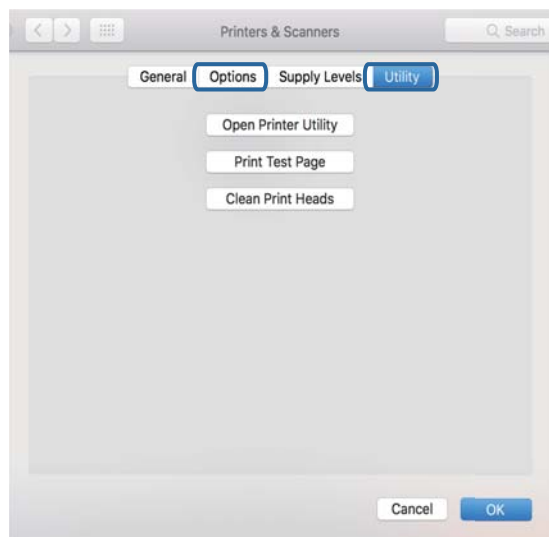 Printers & Scanners Search
General Options Supply Levels Utility
Open Printer Utility
Print Test Page
Clean Print Heads
Cancel OK